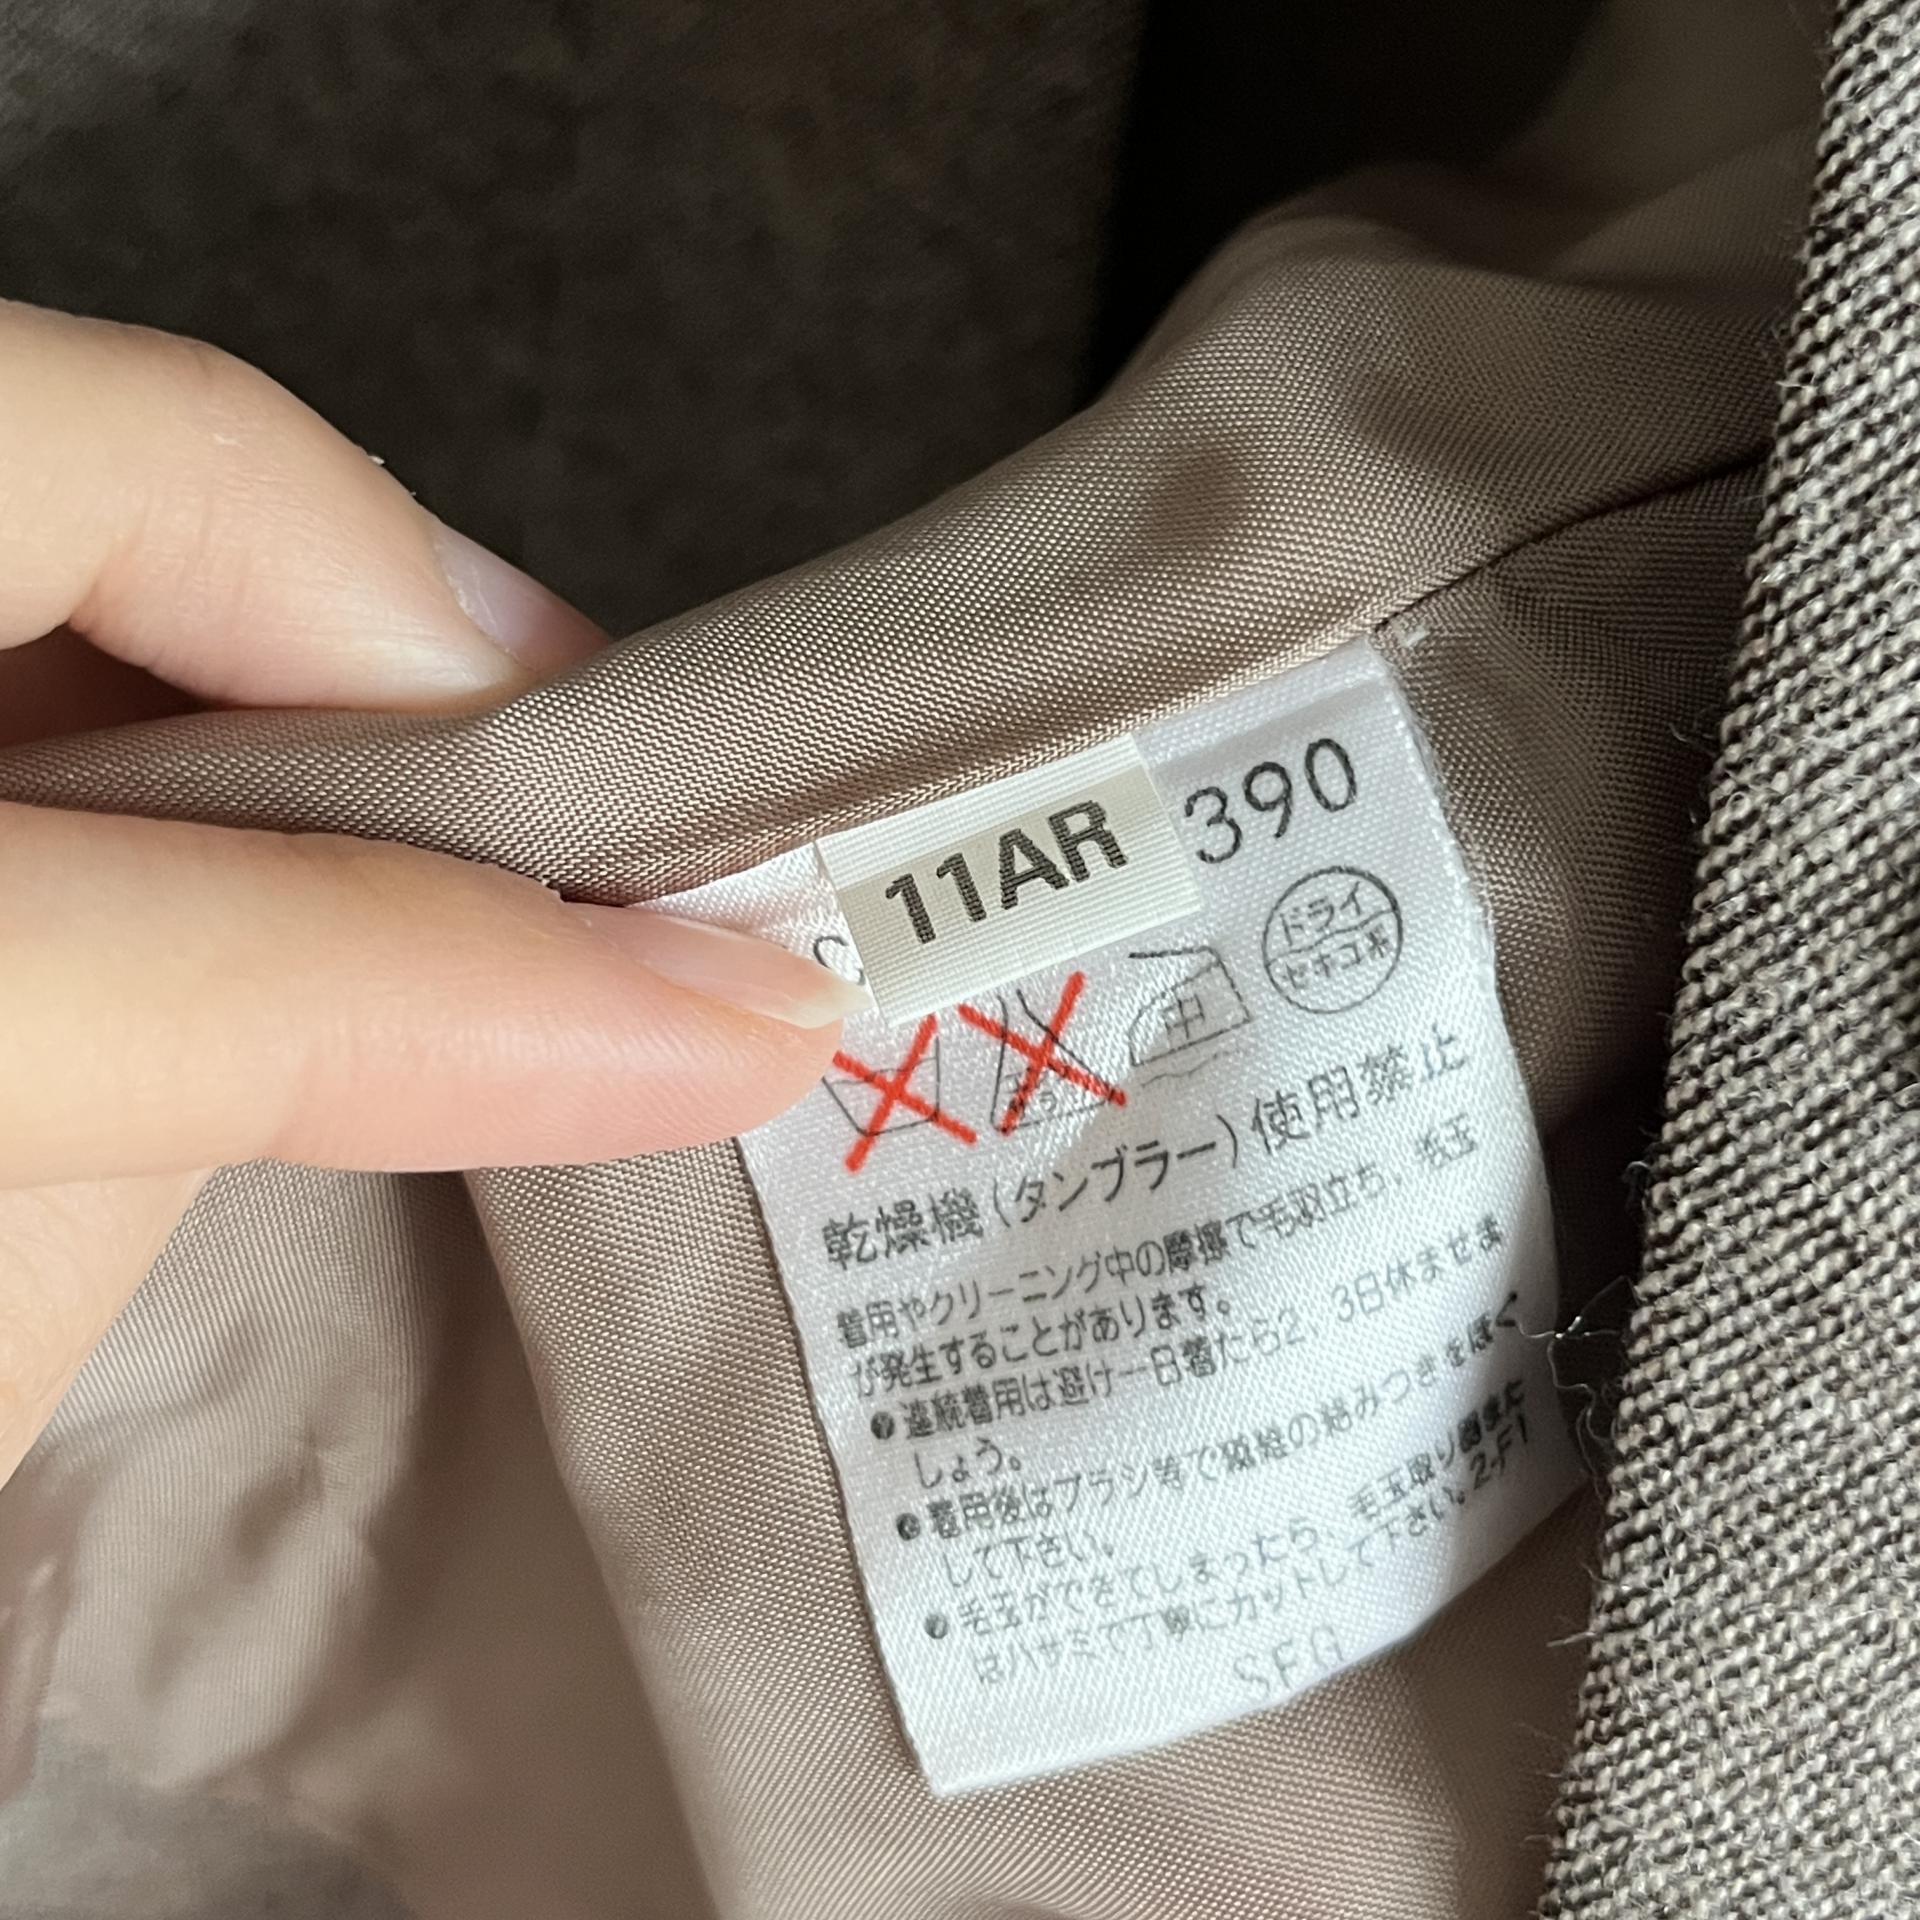 11AR
390
C
ドライ
セキユ系
中
乾燥機(タンブラー)使用禁止
着用やクリーニング中の摩擦で毛羽立ち、毛玉
が発生することがあります。
●連続着用は避け一日着たら2、3日休ませま
しょう。
●着用後はブラシ等で繊維の絡みつきをほぐ
して下さい。
●毛玉ができてしまったら、毛玉取り器また
はハサミで丁寧にカットして下さい。2-F1
SFG